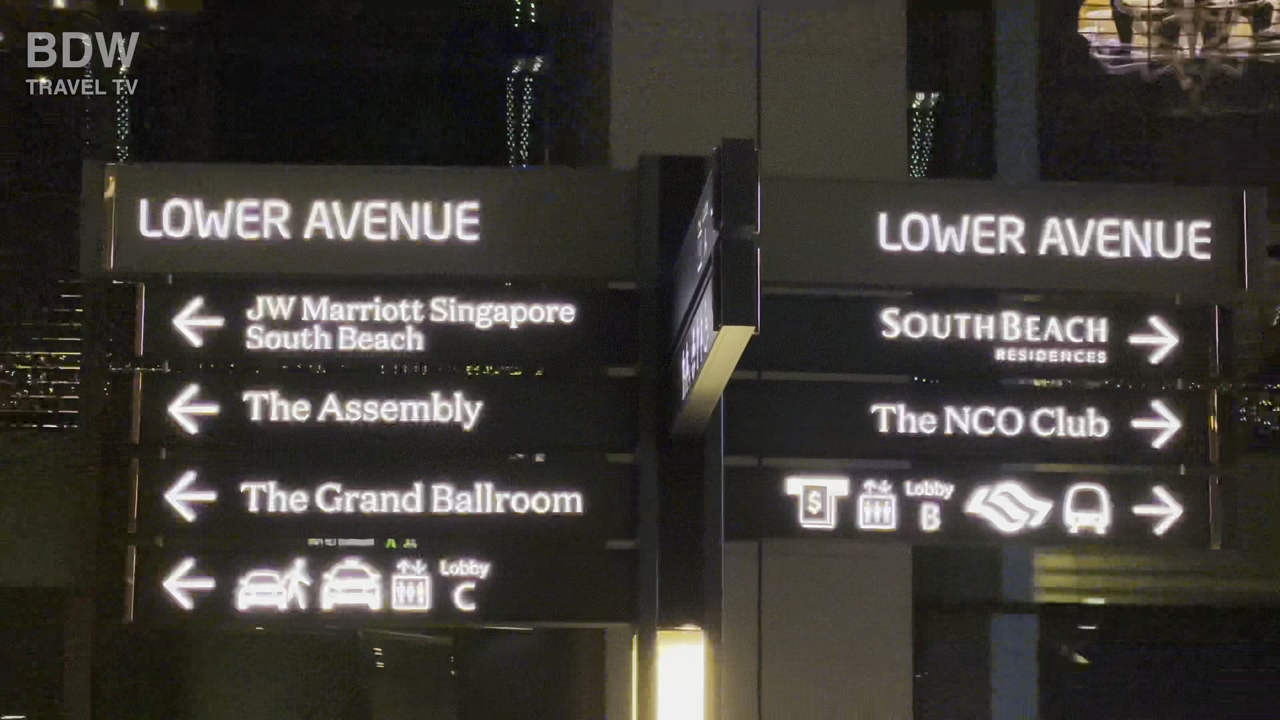 BDW
TRAVEL TV
LOWER AVENUE
JW Marriott Singapore
South Beach
The Assembly
The Grand Ballroom
Lobby
C
LOWER AVENUE
SOUTH BEACH
RESIDENCES
The NCO Club
$
Lobby
B